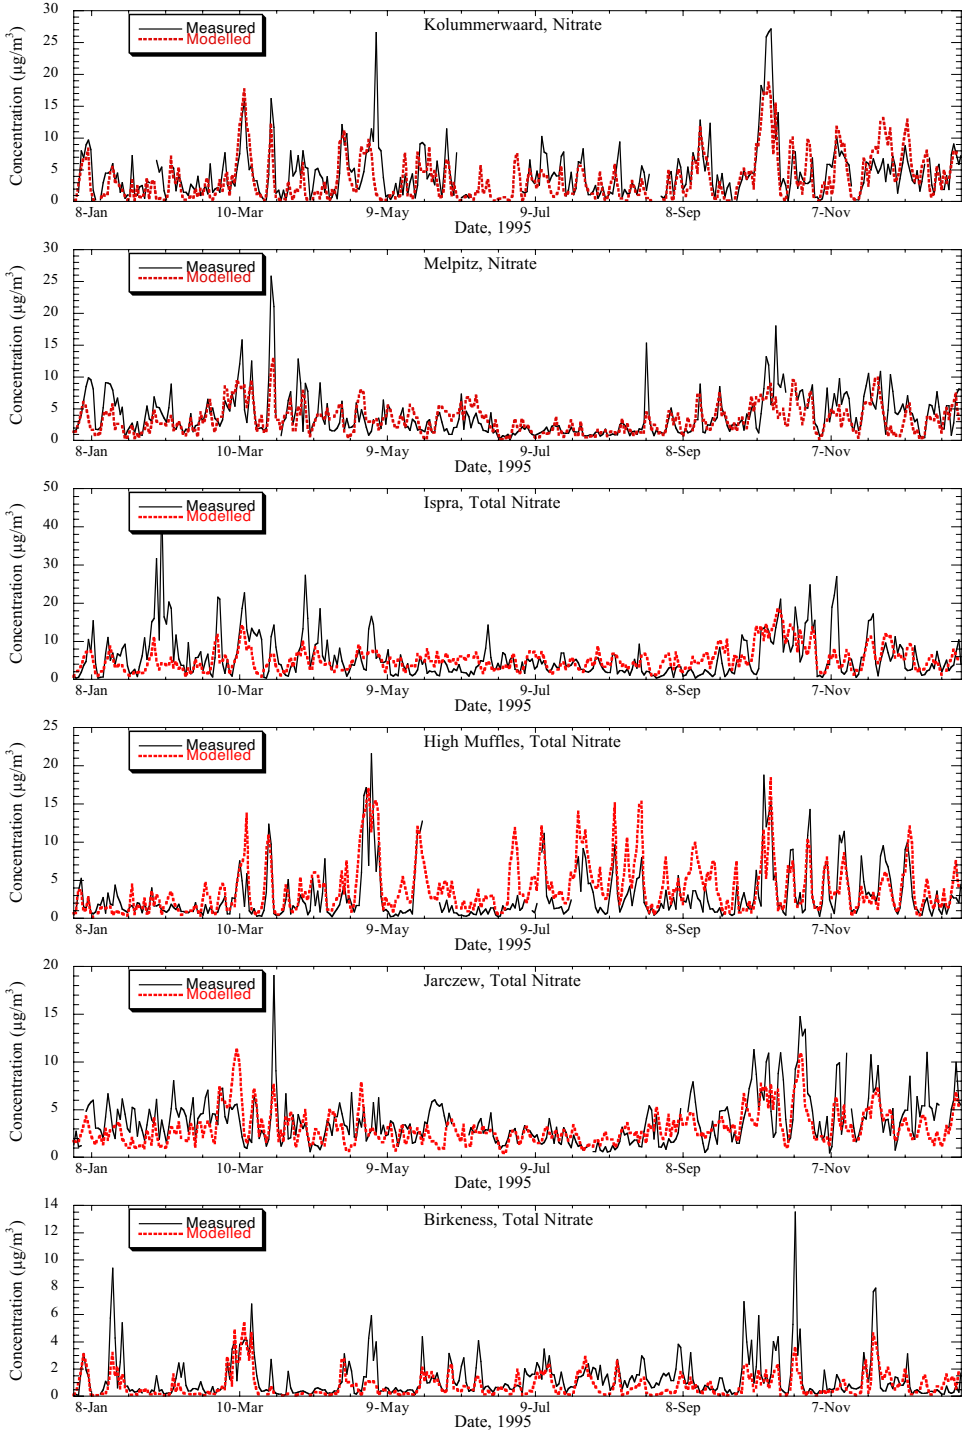 Kolummerwaard, Nitrate
Measured
Modelled
Concentration (µg/m³)
30
25
20
15
10
5
0
8-Jan 10-Mar 9-May 9-Jul 8-Sep 7-Nov
Date, 1995
Melpitz, Nitrate
Measured
Modelled
Concentration (µg/m³)
30
25
20
15
10
5
0
8-Jan 10-Mar 9-May 9-Jul 8-Sep 7-Nov
Date, 1995
Ispra, Total Nitrate
Measured
Modelled
Concentration (µg/m³)
50
40
30
20
10
0
8-Jan 10-Mar 9-May 9-Jul 8-Sep 7-Nov
Date, 1995
High Muffles, Total Nitrate
Measured
Modelled
Concentration (µg/m³)
25
20
15
10
5
0
8-Jan 10-Mar 9-May 9-Jul 8-Sep 7-Nov
Date, 1995
Jarczew, Total Nitrate
Measured
Modelled
Concentration (µg/m³)
20
15
10
5
0
8-Jan 10-Mar 9-May 9-Jul 8-Sep 7-Nov
Date, 1995
Birkeness, Total Nitrate
Measured
Modelled
Concentration (µg/m³)
14
12
10
8
6
4
2
0
8-Jan 10-Mar 9-May 9-Jul 8-Sep 7-Nov
Date, 1995